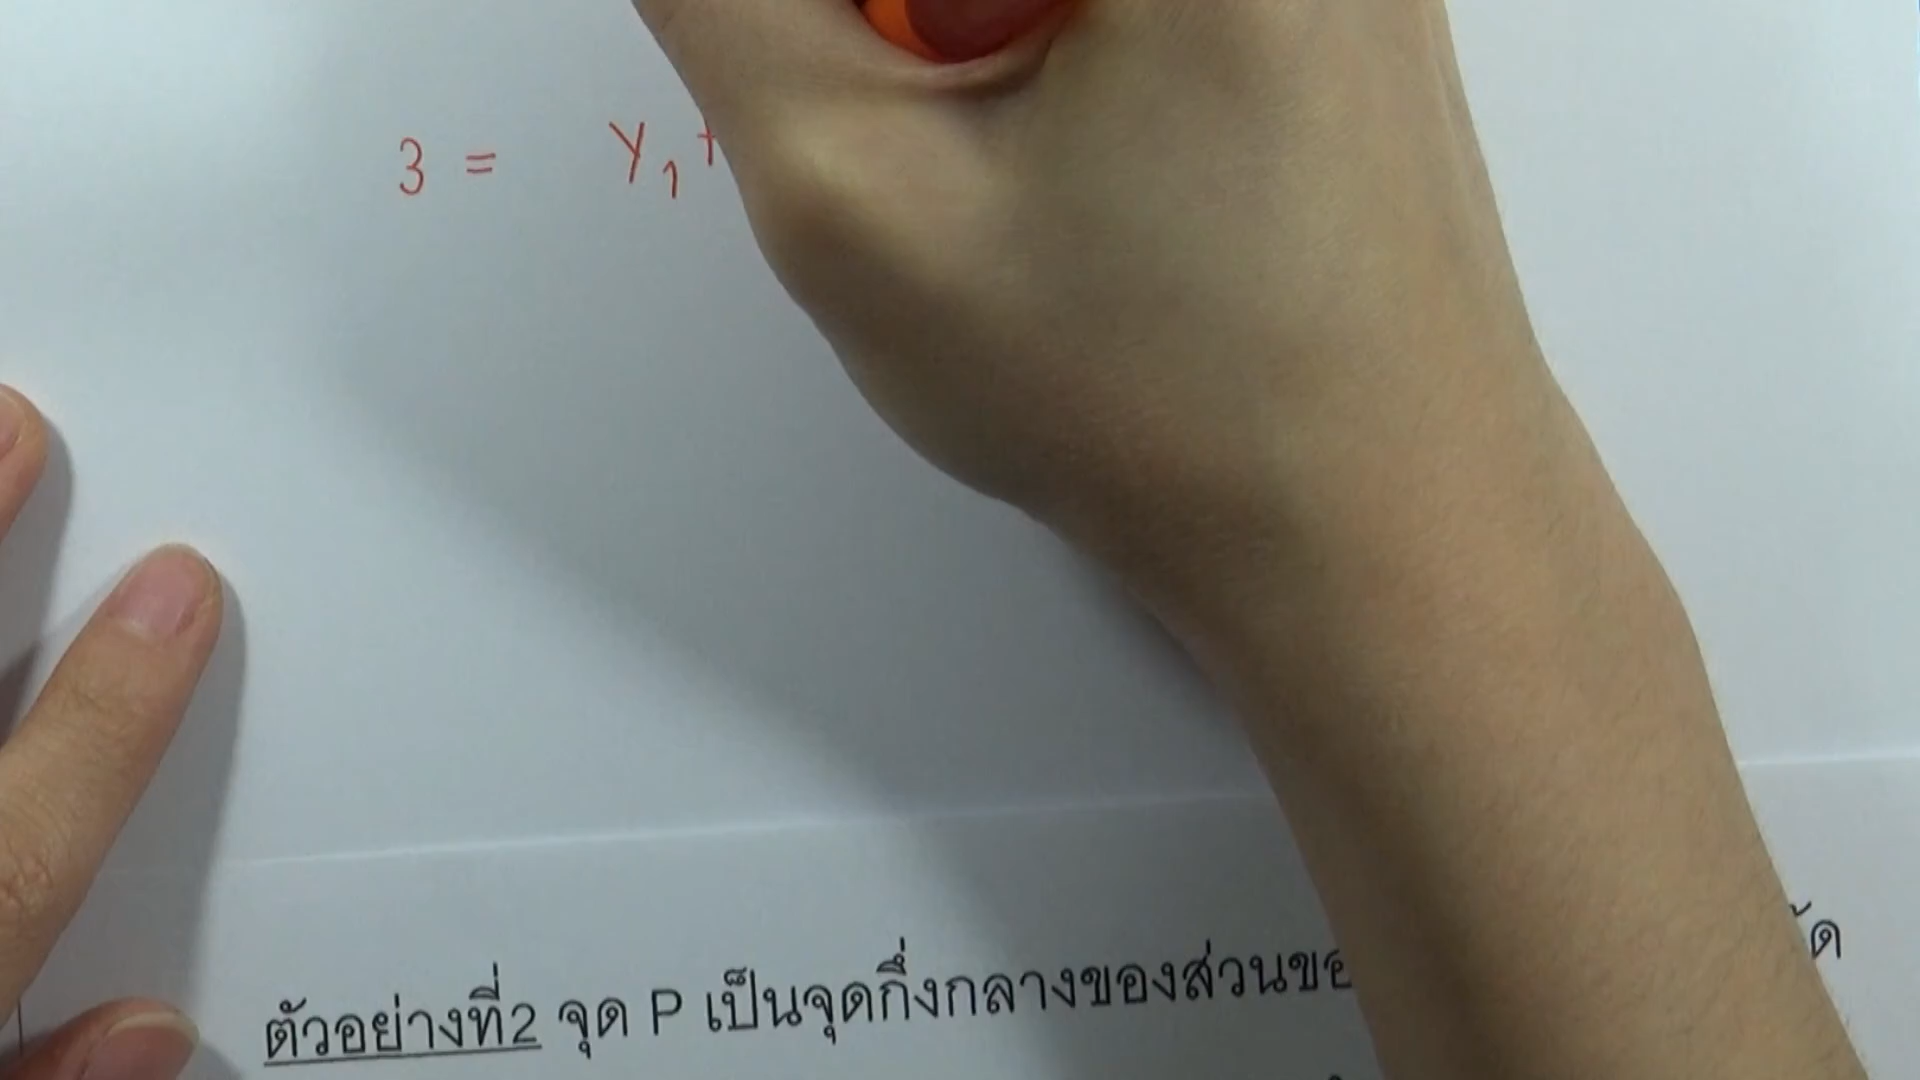 3 = Y₁ +
ตัวอย่างที่2 จุด P เป็นจุดกึ่งกลางของส่วนขอ